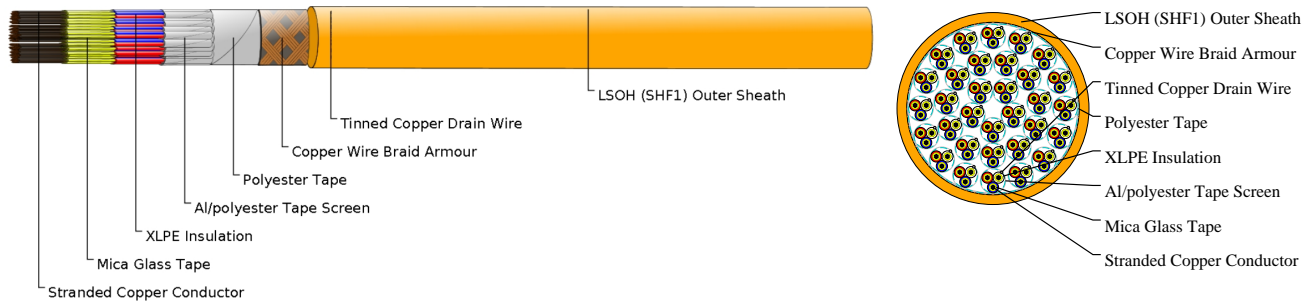 LSOH (SHF1) Outer Sheath
Tinned Copper Drain Wire
Copper Wire Braid Armour
Polyester Tape
Al/polyester Tape Screen
XLPE Insulation
Mica Glass Tape
Stranded Copper Conductor
LSOH (SHF1) Outer Sheath
Copper Wire Braid Armour
Tinned Copper Drain Wire
Polyester Tape
XLPE Insulation
Al/polyester Tape Screen
Mica Glass Tape
Stranded Copper Conductor